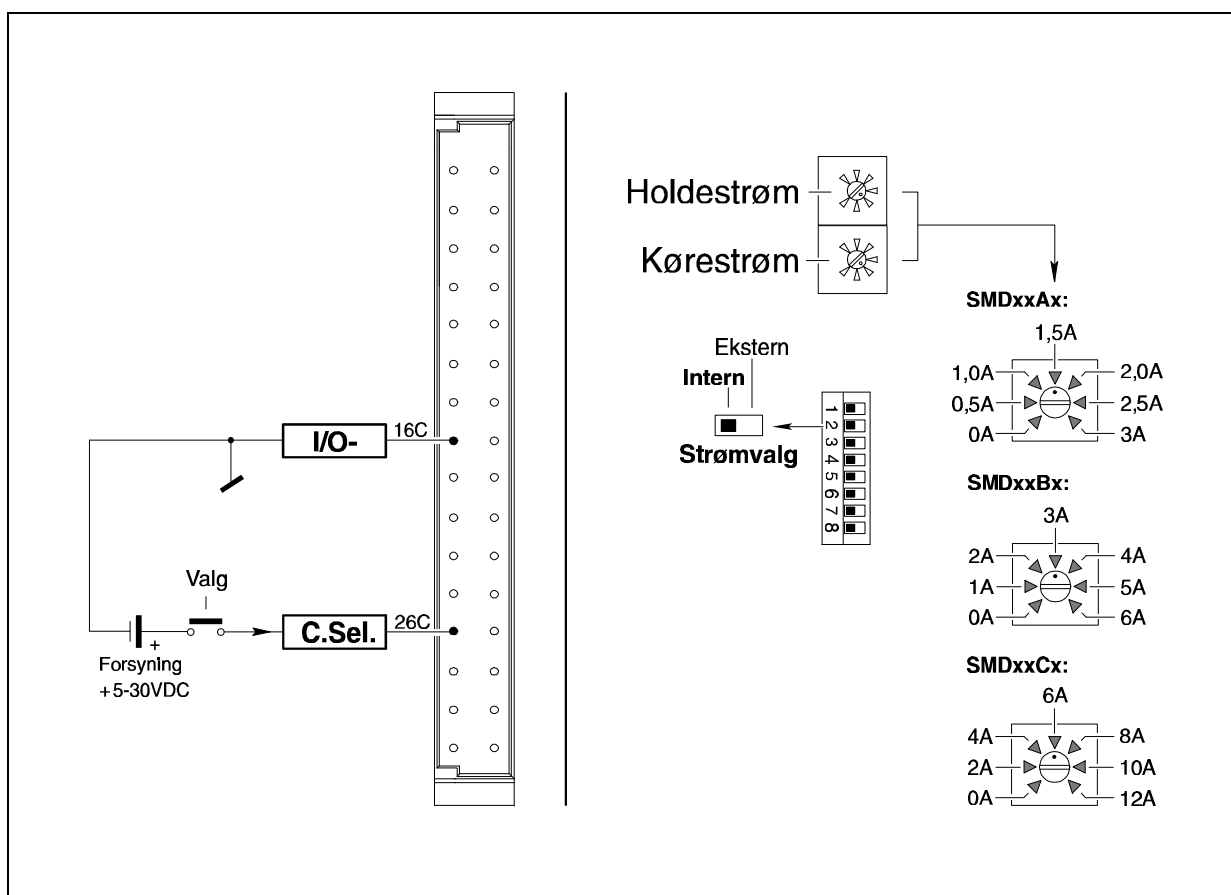 I/O-
16C
Valg
C.Sel.
26C
+
Forsyning
+5-30VDC
Holdestrøm
Kørestrøm
Ekstern
Intern
Strømvalg
1
2
3
4
5
6
7
8
SMDxxAx:
1,5A
1,0A
2,0A
0,5A
2,5A
0A
3A
SMDxxBx:
3A
2A
4A
1A
5A
0A
6A
SMDxxCx:
6A
4A
8A
2A
10A
0A
12A